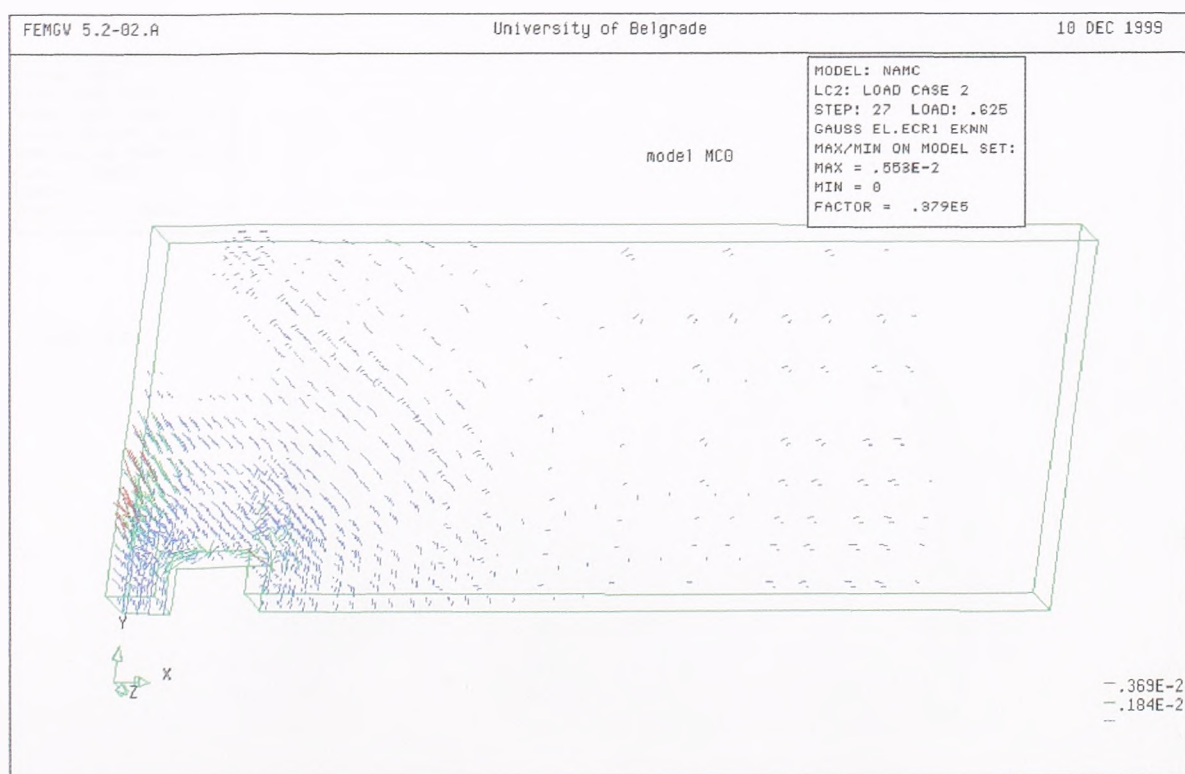 FEMGV 5.2-02.A
University of Belgrade
10 DEC 1999
MODEL: NAMC
LC2: LOAD CASE 2
STEP: 27 LOAD: .625
GAUSS EL.ECR1 EKNN
MAX/MIN ON MODEL SET:
MAX = .553E-2
MIN = 0
FACTOR = .379E5
model MC0
Y
X
Z
.369E-2
.184E-2